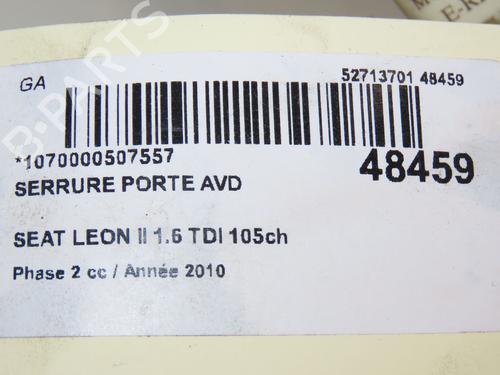 GA
52713701 48459
*1070000507557
48459
SERRURE PORTE AVD
SEAT LEON II 1.6 TDI 105ch
Phase 2 cc / Année 2010
B-PARTS